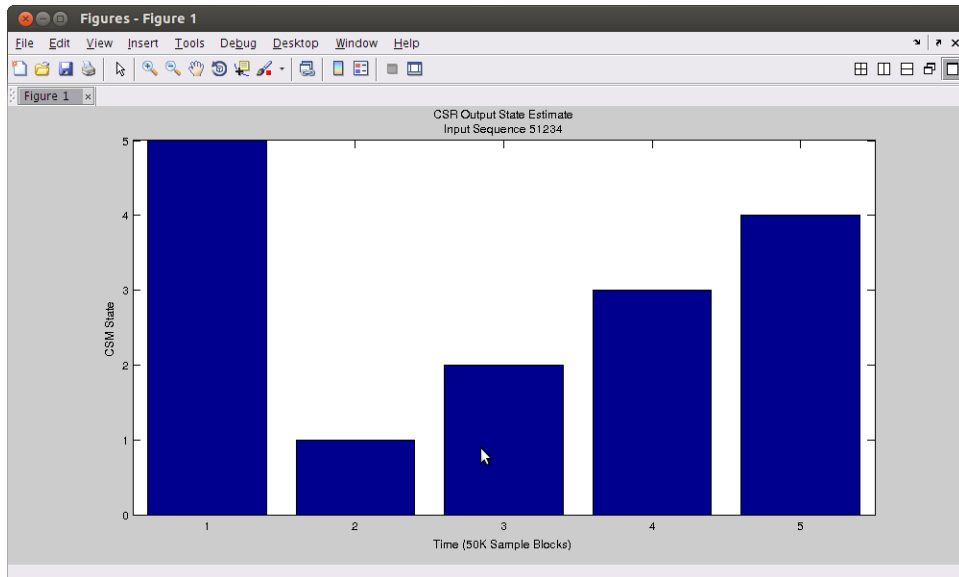 Figures - Figure 1
File Edit View Insert Tools Debug Desktop Window Help
Figure 1
CSR Output State Estimate
Input Sequence 51234
5
4
3
2
1
0
CSM State
1 2 3 4 5
Time (50K Sample Blocks)